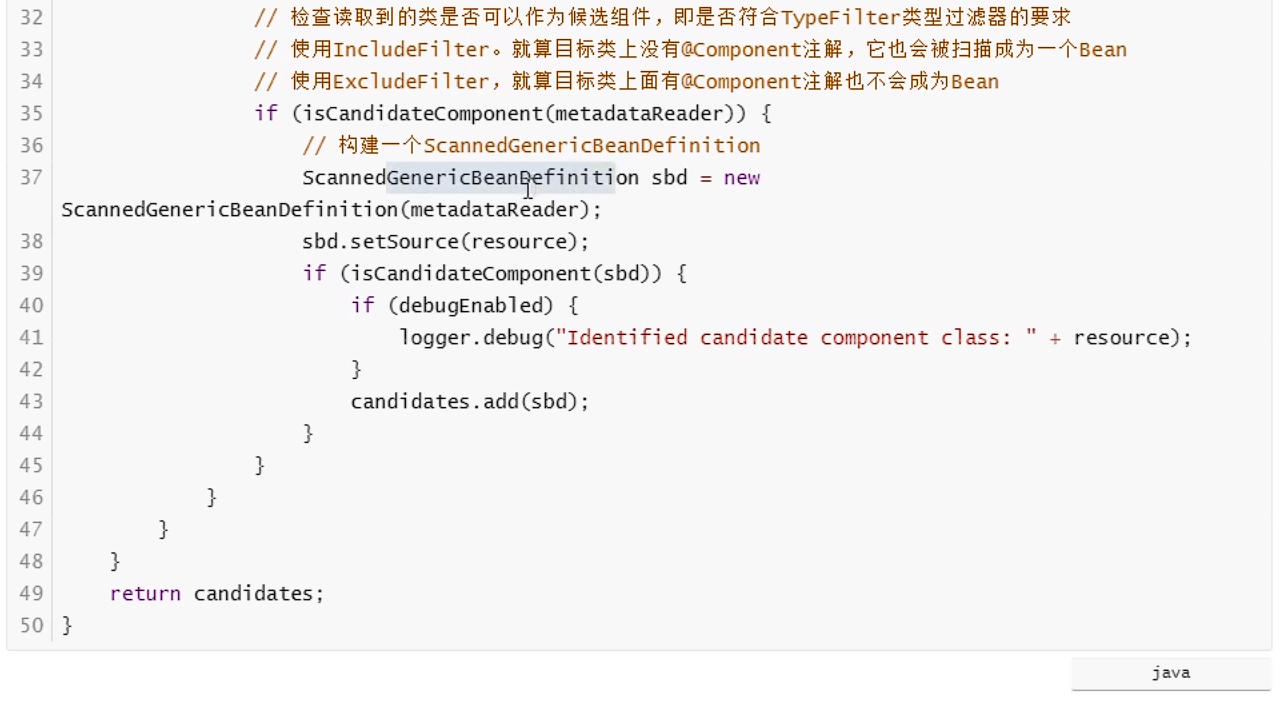 32 // 检查读取到的类是否可以作为候选组件，即是否符合TypeFilter类型过滤器的要求
33 // 使用IncludeFilter。就算目标类上没有@Component注解，它也会被扫描成为一个Bean
34 // 使用ExcludeFilter，就算目标类上面有@Component注解也不会成为Bean
35 if (isCandidateComponent(metadataReader)) {
36 // 构建一个ScannedGenericBeanDefinition
37 ScannedGenericBeanDefinition sbd = new
ScannedGenericBeanDefinition(metadataReader);
38 sbd.setSource(resource);
39 if (isCandidateComponent(sbd)) {
40 if (debugEnabled) {
41 logger.debug("Identified candidate component class: " + resource);
42 }
43 candidates.add(sbd);
44 }
45 }
46 }
47 }
48 }
49 return candidates;
50 }
java